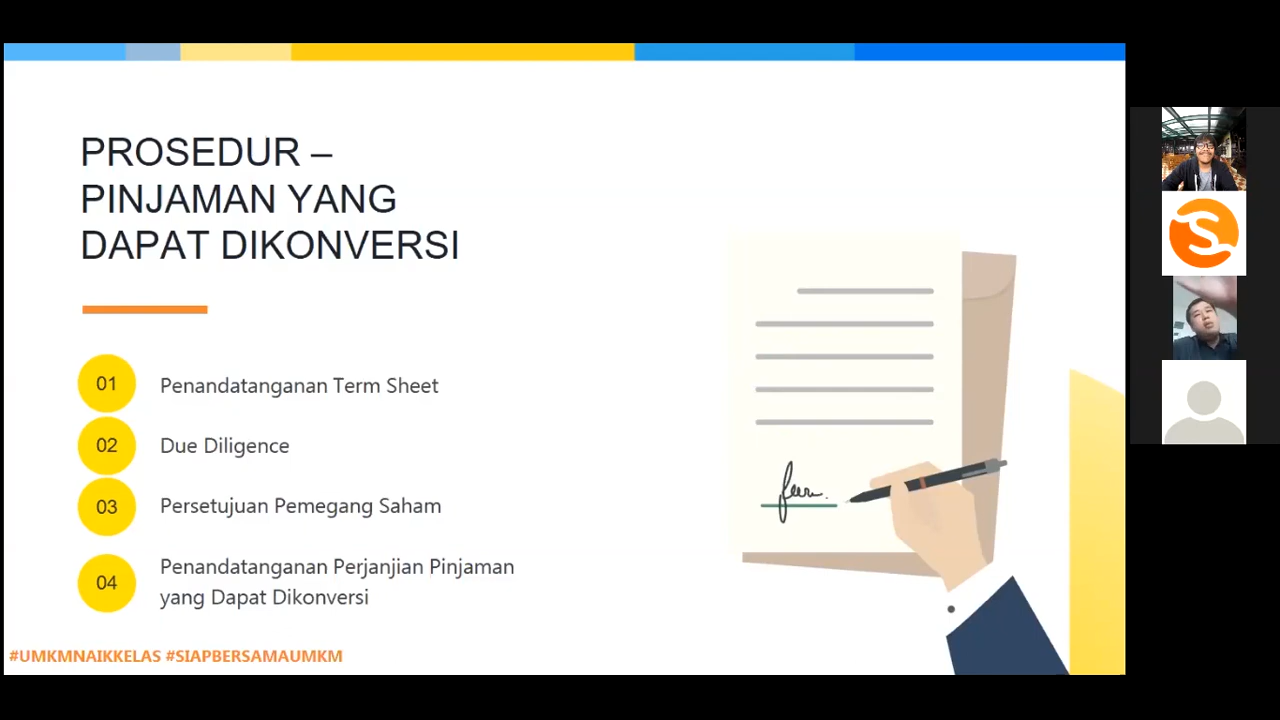 PROSEDUR –
PINJAMAN YANG
DAPAT DIKONVERSI
01 Penandatanganan Term Sheet
02 Due Diligence
03 Persetujuan Pemegang Saham
04 Penandatanganan Perjanjian Pinjaman
yang Dapat Dikonversi
#UMKMNAIKKELAS #SIAPBERSAMAUMKM
S